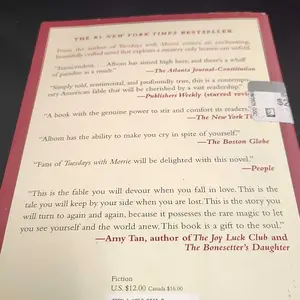 THE #1 NEW YORK TIMES BESTSELLER
From the author of Tuesdays with Morrie comes an enchanting,
beautifully crafted novel that explores a mystery only heaven can unfold.
Albom has aimed high here, and there's a whiff
of paradise as a result."
—The Atlanta Journal-Constitution
"Simply told, sentimental, and profoundly true, this is a contempo-
rary American fable that will be cherished by a vast readership."
—Publishers Weekly (starred revi
"A book with the genuine power to stir and comfort its readers."
—The New York Ti
"Albom has the ability to make you cry in spite of yourself."
—The Boston Globe
"Fans of Tuesdays with Morrie will be delighted with this novel."
—People
"This is the fable you will devour when you fall in love. This is the
tale you will keep by your side when you are lost. This is the story you
will turn to again and again, because it possesses the rare magic to let
you see yourself and the world anew. This book is a gift to the soul."
—Amy Tan, author of The Joy Luck Club and
The Bonesetter's Daughter
Fiction
U.S. $12.00 Canada $16.00